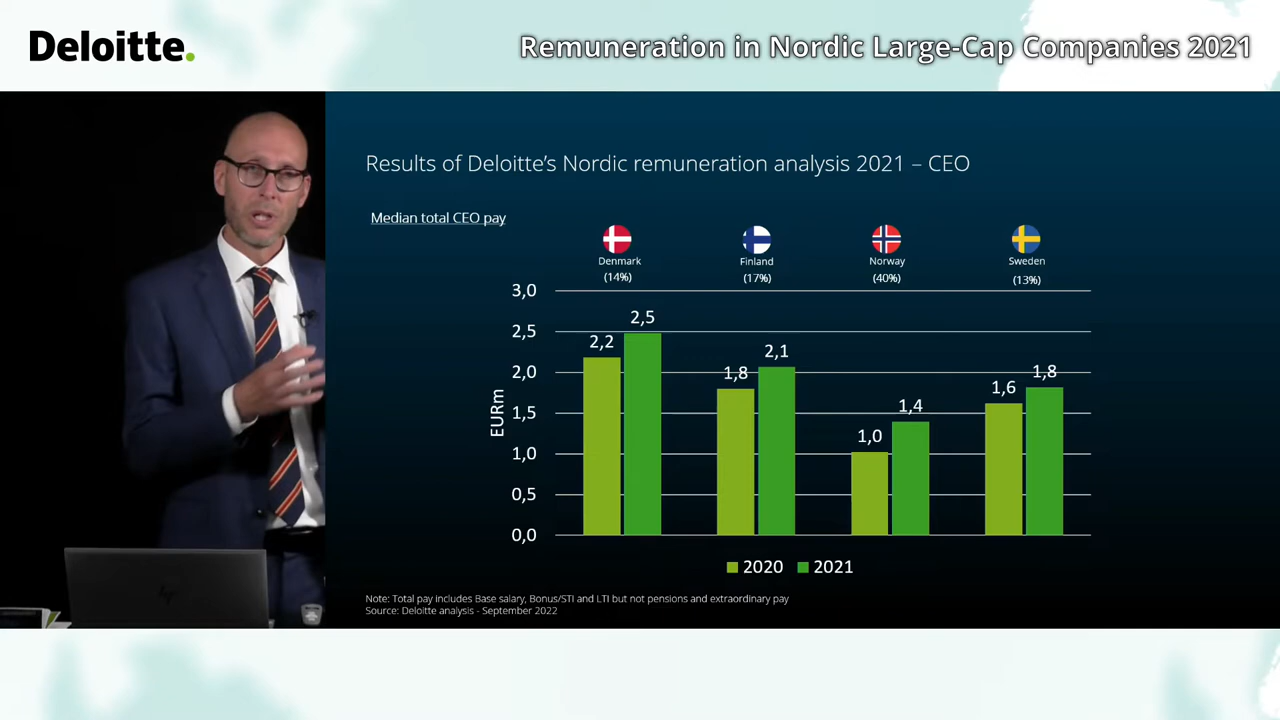 Deloitte.
Remuneration in Nordic Large-Cap Companies 2021
Results of Deloitte's Nordic remuneration analysis 2021 – CEO
Median total CEO pay
Denmark
(14%)
Finland
(17%)
Norway
(40%)
Sweden
(13%)
3,0
2,5
2,0
1,5
1,0
0,5
0,0
EURm
2,2
2,5
1,8
2,1
1,0
1,4
1,6
1,8
2020
2021
Note: Total pay includes Base salary, Bonus/STI and LTI but not pensions and extraordinary pay
Source: Deloitte analysis - September 2022